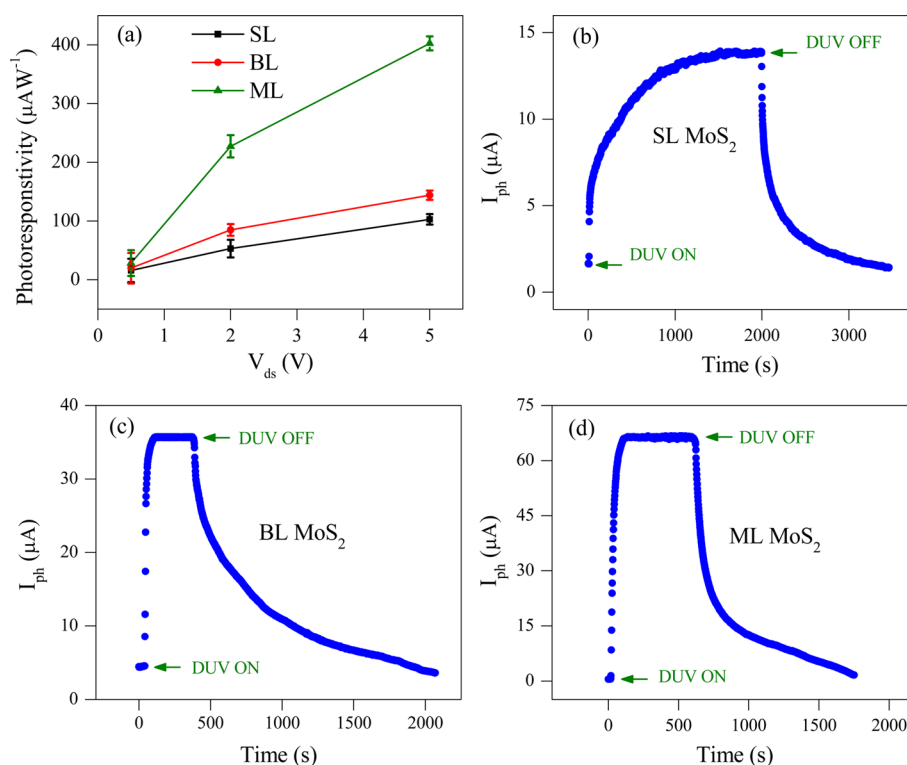 (a)
SL
BL
ML
400
300
200
100
0
0
1
2
3
4
5
Photoresponstivity (μAW⁻¹)
V_ds (V)
(b)
DUV OFF
SL MoS₂
DUV ON
15
10
5
0
0
1000
2000
3000
I_ph (μA)
Time (s)
(c)
DUV OFF
BL MoS₂
DUV ON
40
30
20
10
0
0
500
1000
1500
2000
I_ph (μA)
Time (s)
(d)
DUV OFF
ML MoS₂
DUV ON
75
60
45
30
15
0
0
500
1000
1500
2000
I_ph (μA)
Time (s)